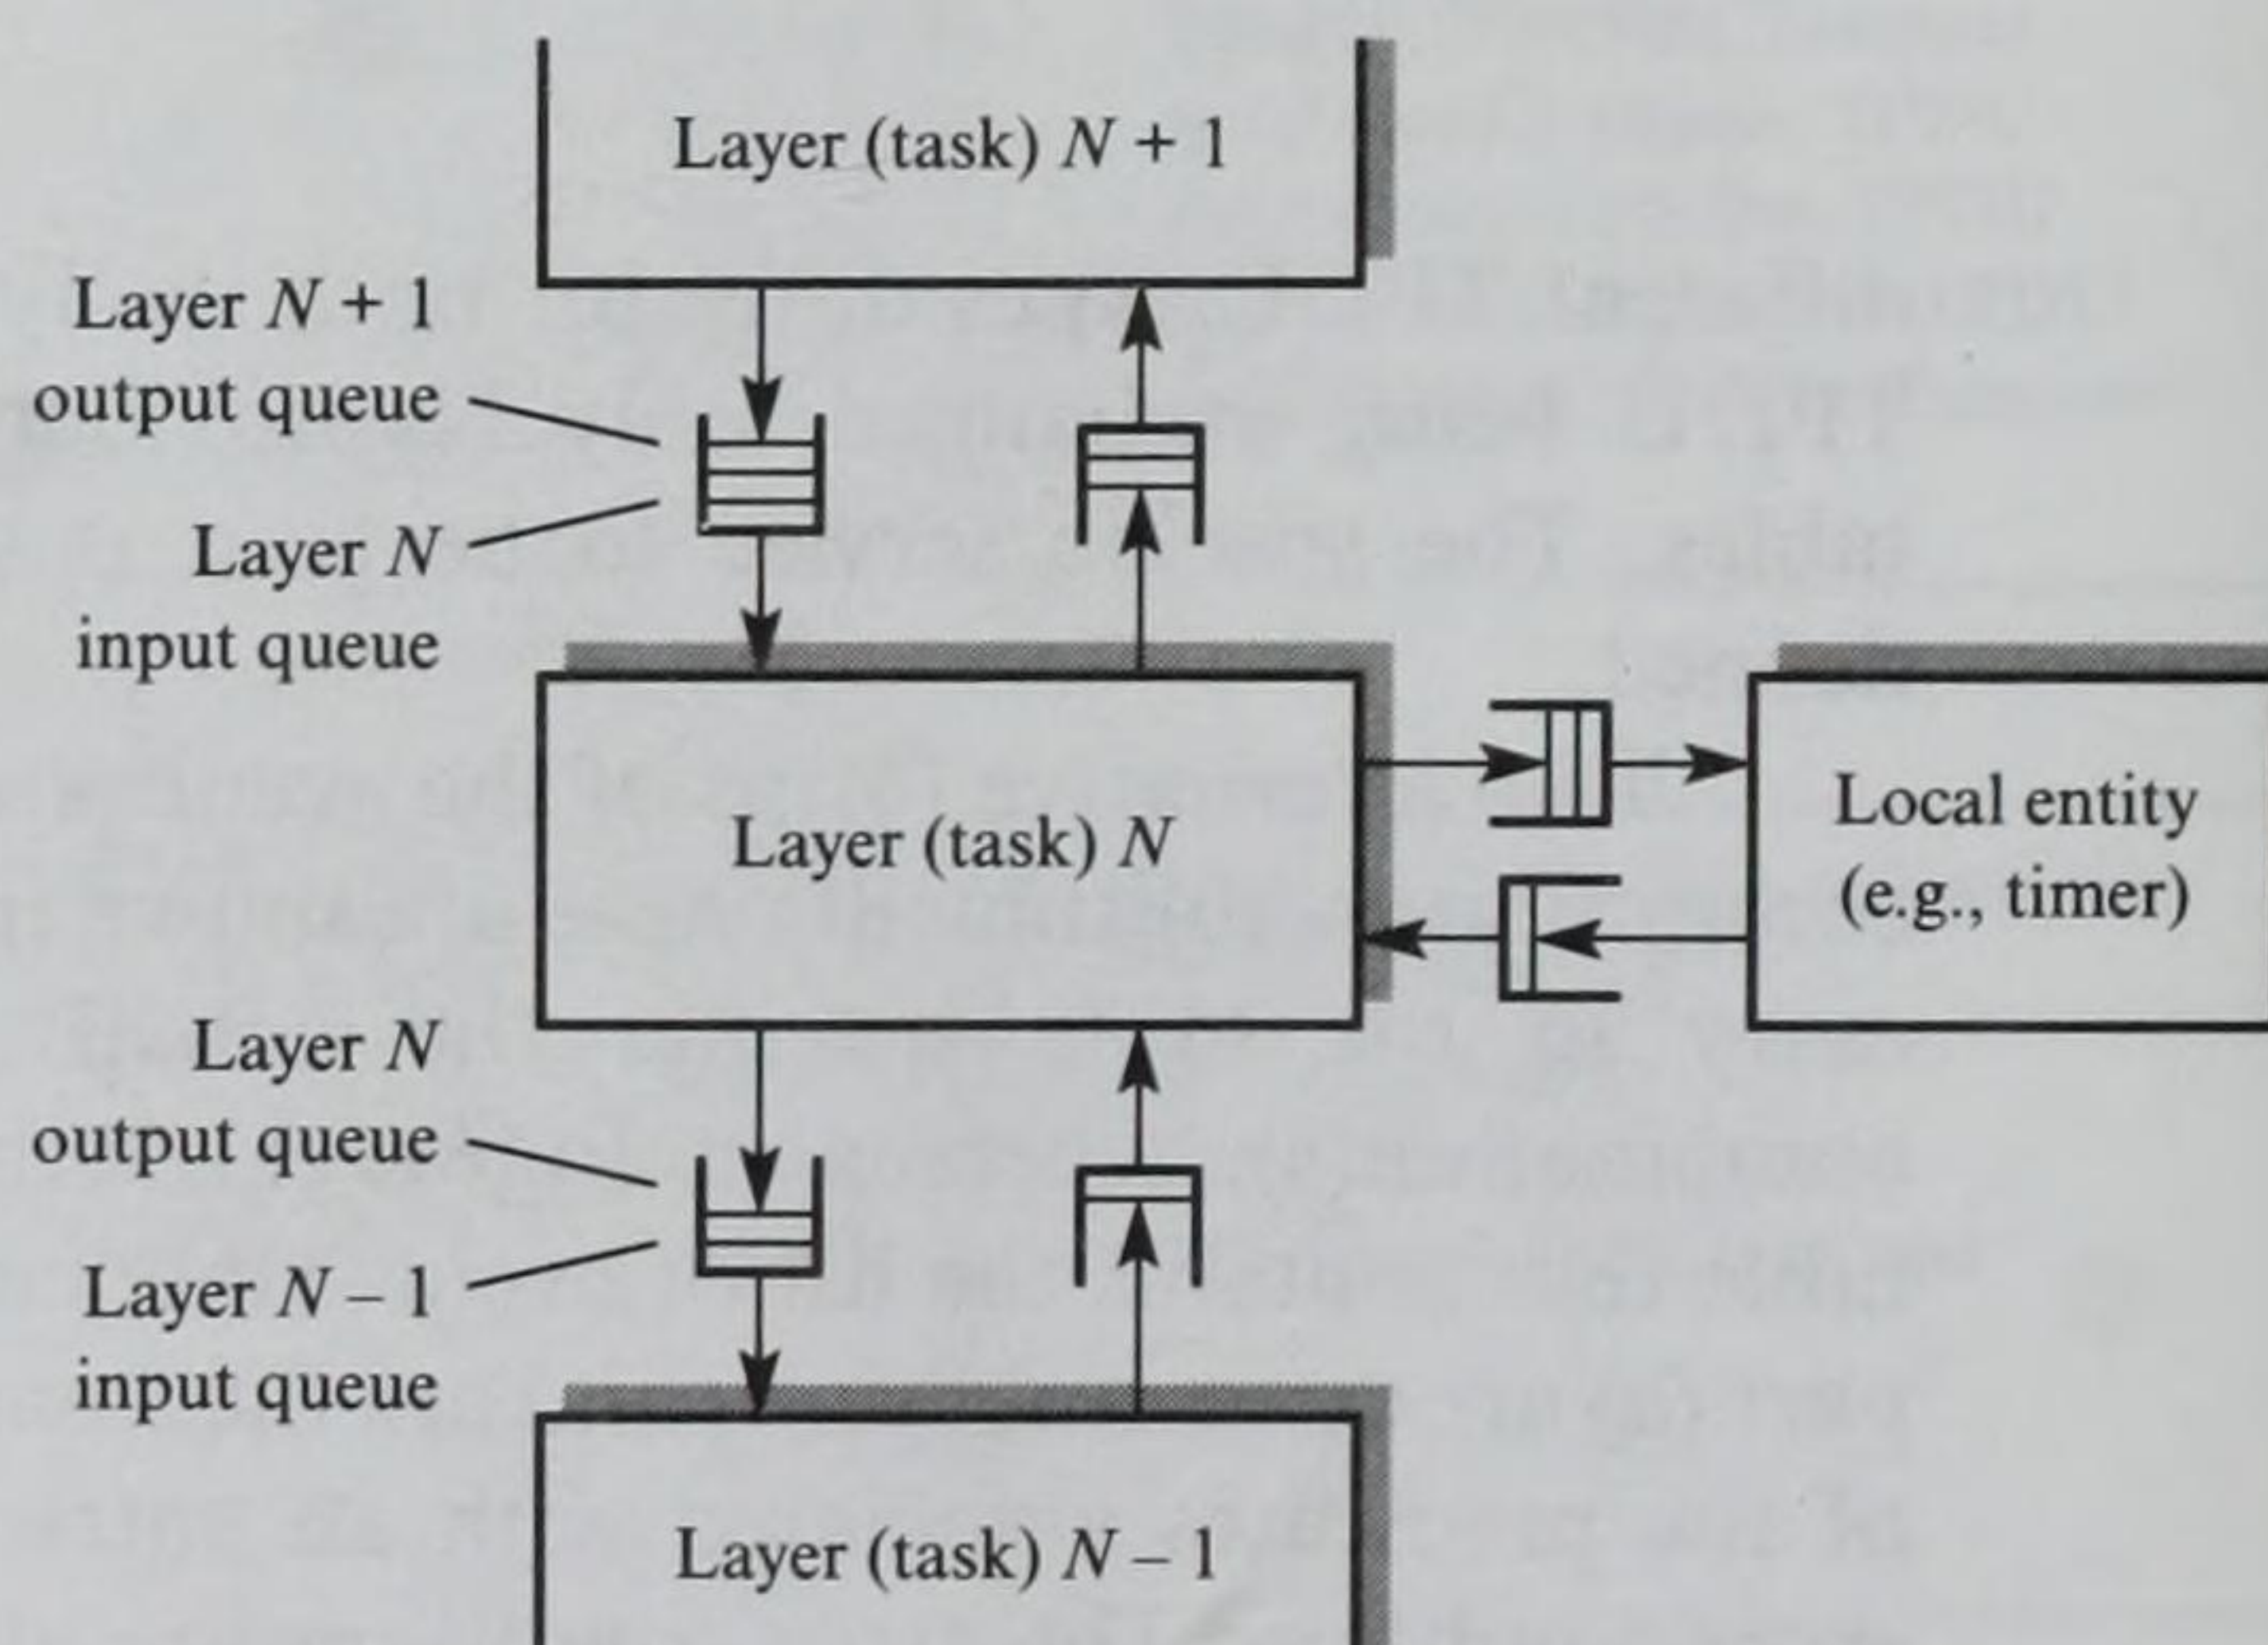 Layer (task) N + 1
Layer N + 1
output queue
Layer N
input queue
Layer (task) N
Local entity
(e.g., timer)
Layer N
output queue
Layer N – 1
input queue
Layer (task) N – 1